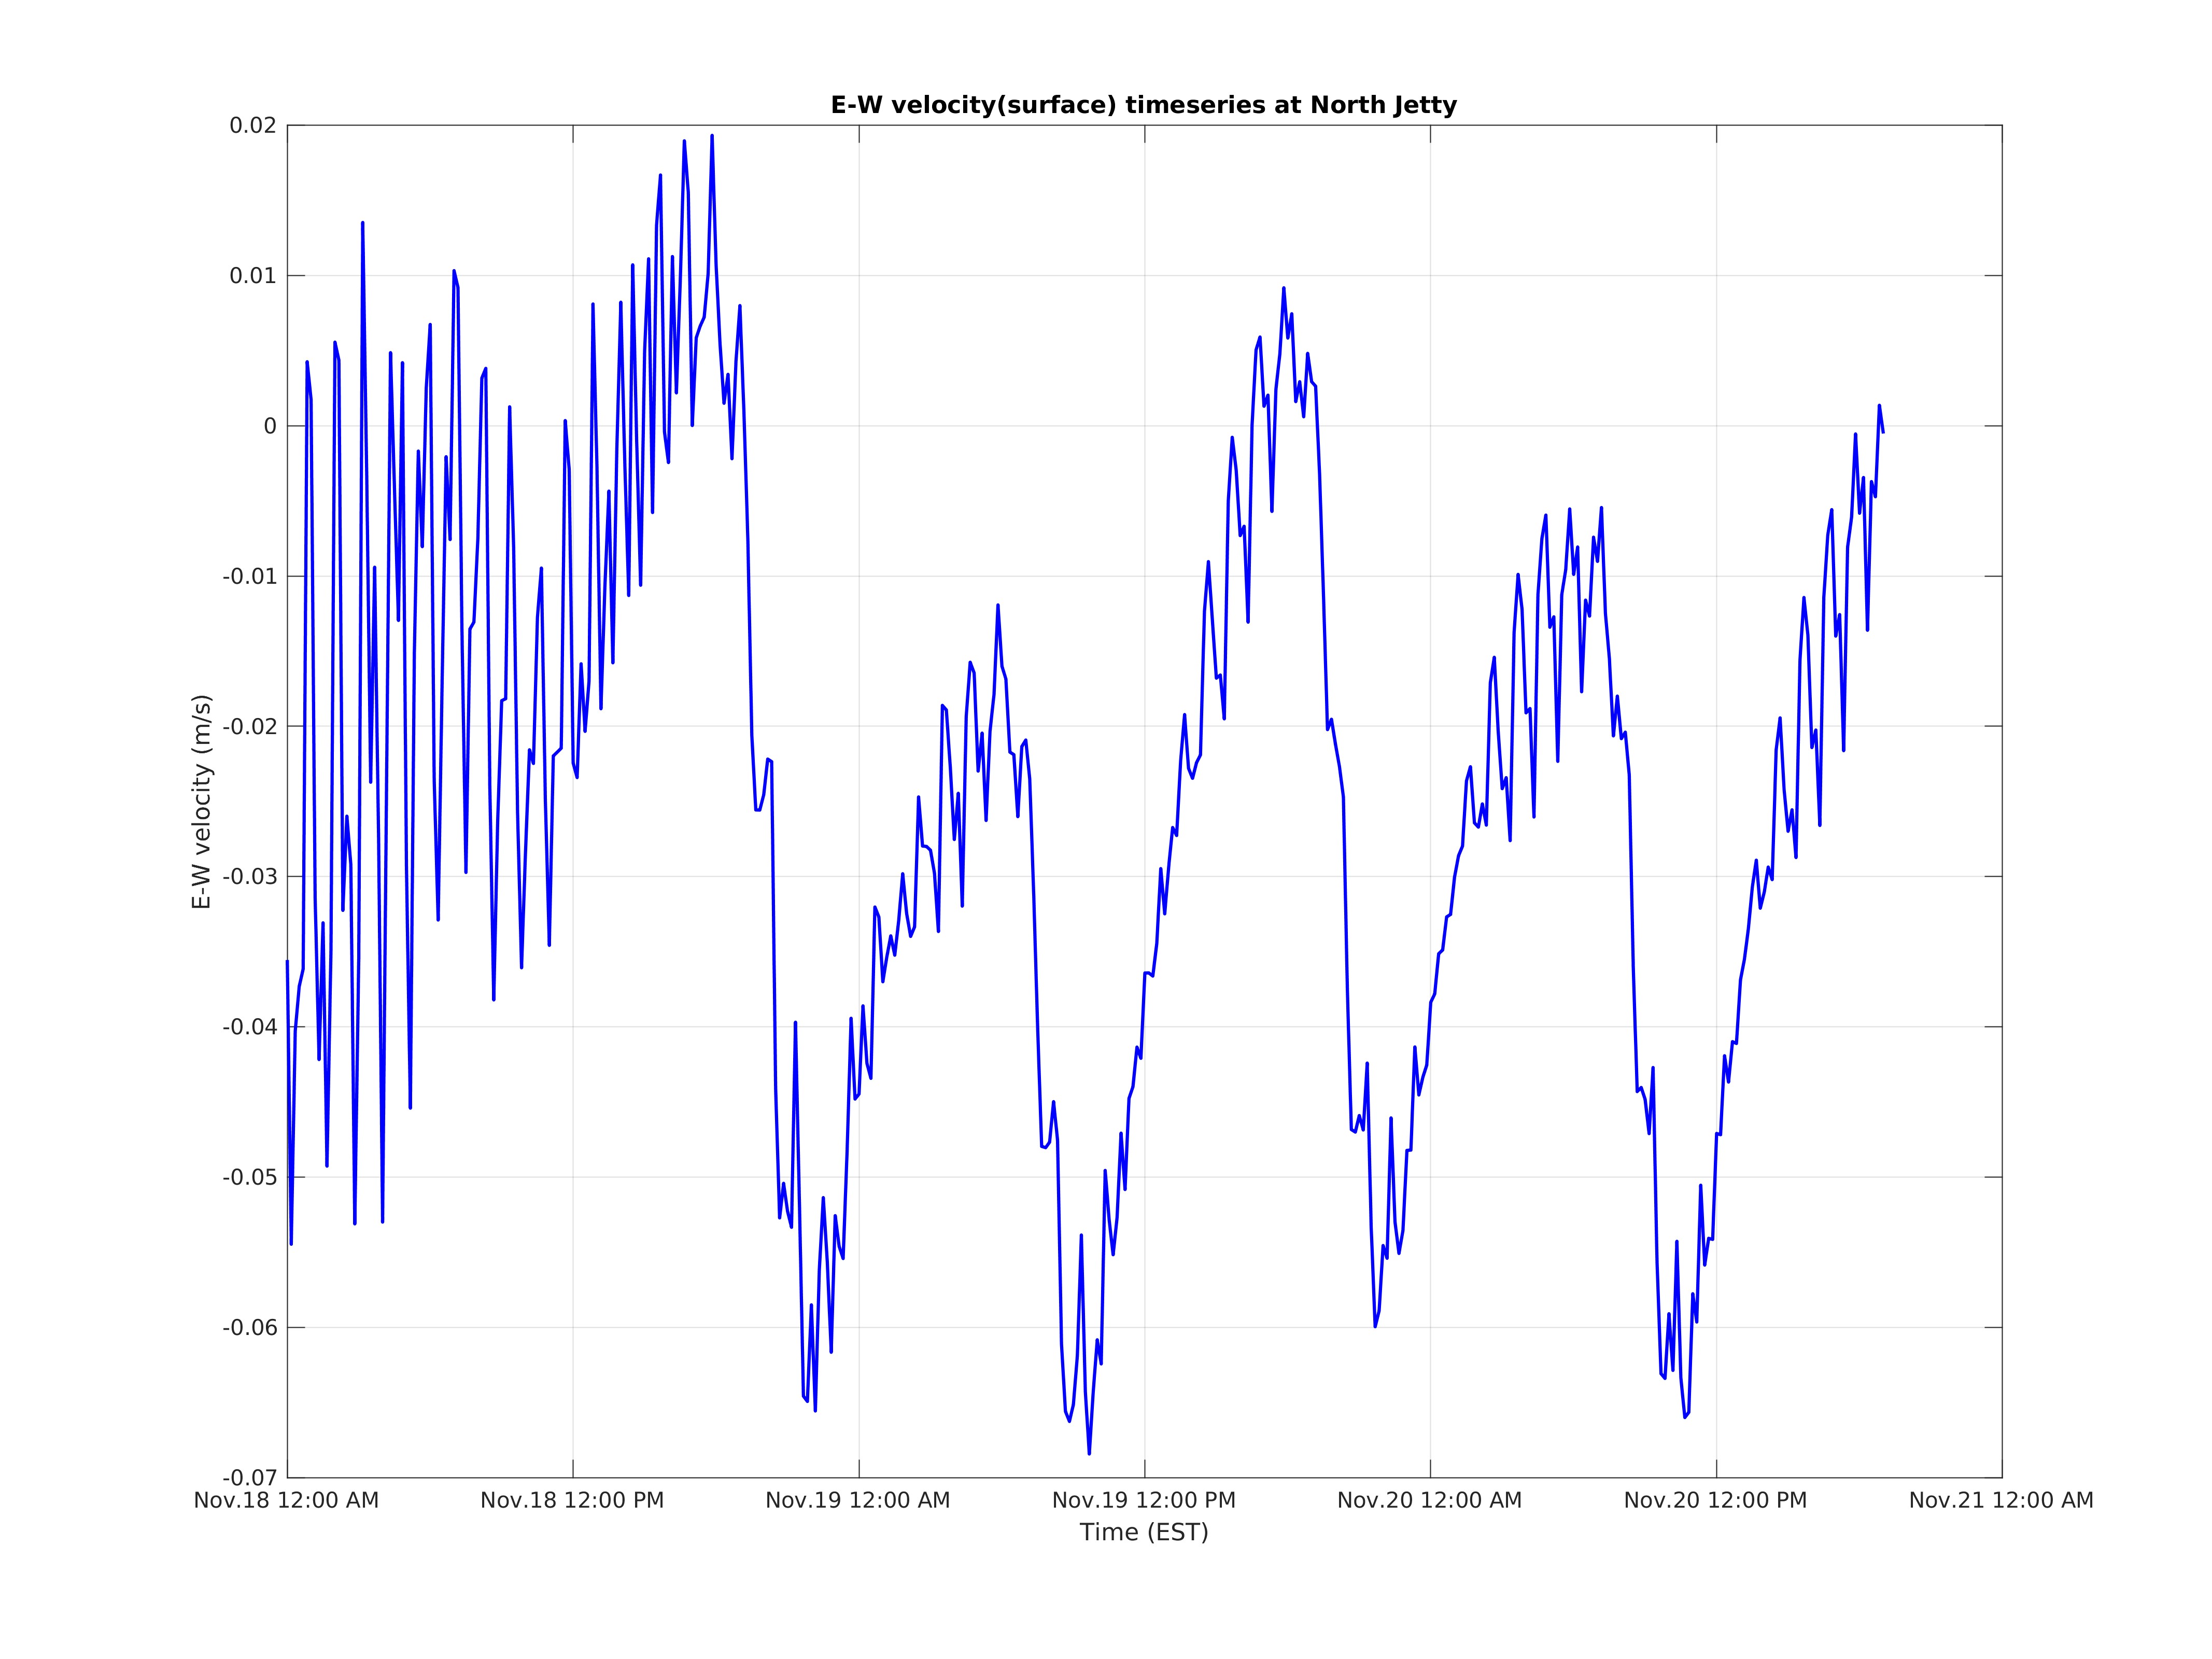 E-W velocity(surface) timeseries at North Jetty
0.02
0.01
0
-0.01
-0.02
-0.03
-0.04
-0.05
-0.06
-0.07
E-W velocity (m/s)
Nov.18 12:00 AM
Nov.18 12:00 PM
Nov.19 12:00 AM
Nov.19 12:00 PM
Nov.20 12:00 AM
Nov.20 12:00 PM
Nov.21 12:00 AM
Time (EST)